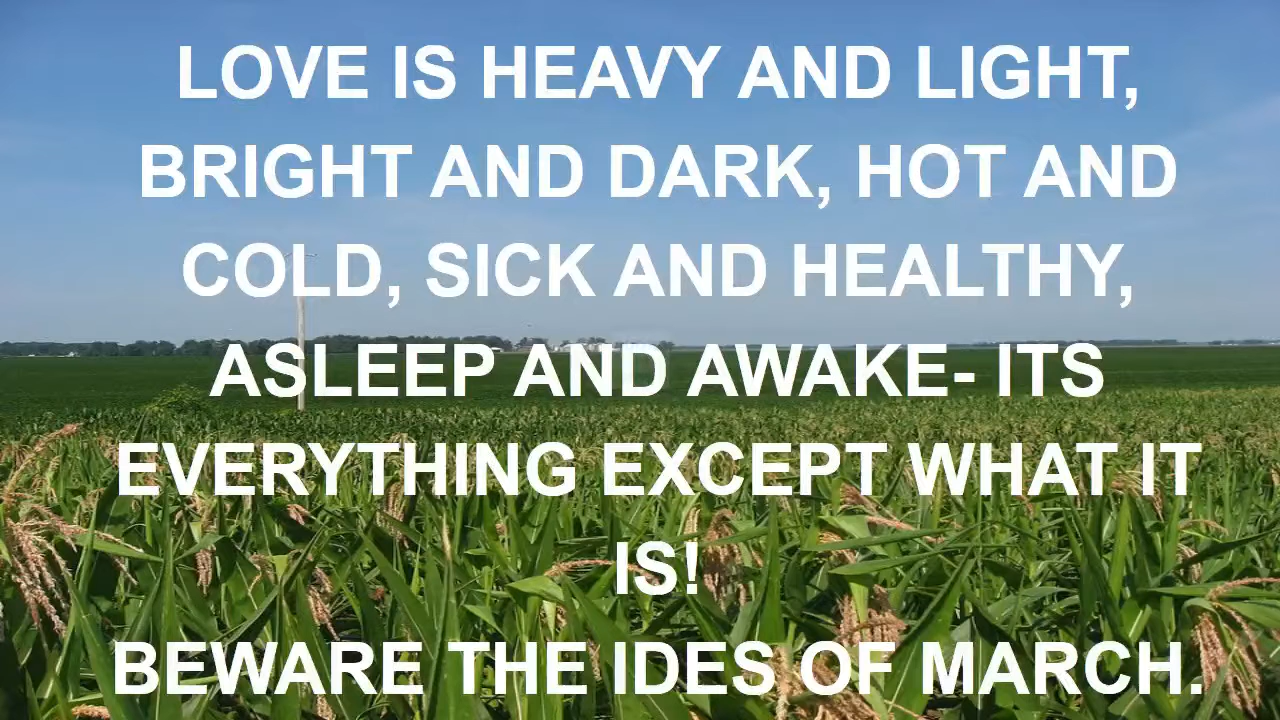 LOVE IS HEAVY AND LIGHT,
BRIGHT AND DARK, HOT AND
COLD, SICK AND HEALTHY,
ASLEEP AND AWAKE- ITS
EVERYTHING EXCEPT WHAT IT
IS!
BEWARE THE IDES OF MARCH.